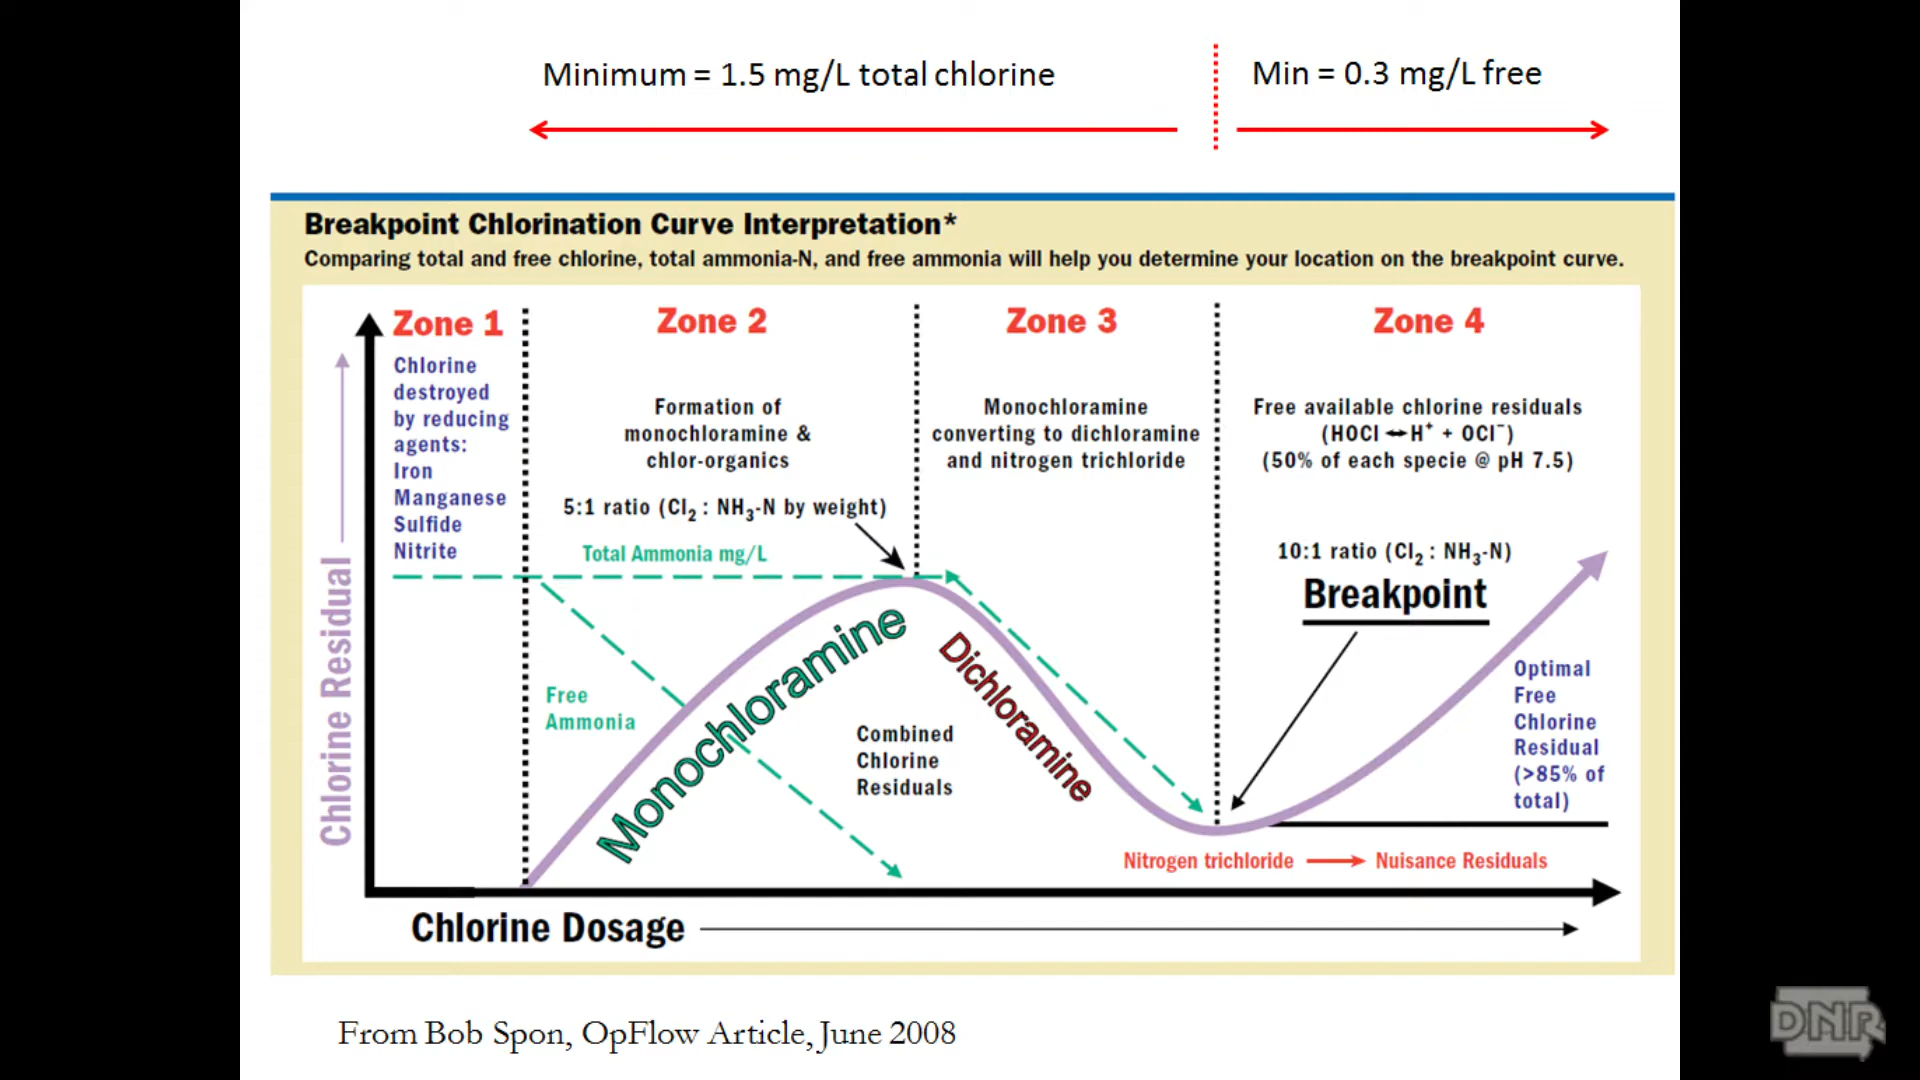 Minimum = 1.5 mg/L total chlorine
Min = 0.3 mg/L free
Breakpoint Chlorination Curve Interpretation*
Comparing total and free chlorine, total ammonia-N, and free ammonia will help you determine your location on the breakpoint curve.
Zone 1
Chlorine
destroyed
by reducing
agents:
Iron
Manganese
Sulfide
Nitrite
Zone 2
Formation of
monochloramine &
chlor-organics
5:1 ratio (Cl₂ : NH₃-N by weight)
Total Ammonia mg/L
Free
Ammonia
Monochloramine
Combined
Chlorine
Residuals
Zone 3
Monochloramine
converting to dichloramine
and nitrogen trichloride
Dichloramine
Zone 4
Free available chlorine residuals
(HOCl ↔ H⁺ + OCl⁻)
(50% of each specie @ pH 7.5)
10:1 ratio (Cl₂ : NH₃-N)
Breakpoint
Optimal
Free
Chlorine
Residual
(>85% of
total)
Nitrogen trichloride → Nuisance Residuals
Chlorine Residual
Chlorine Dosage
From Bob Spon, OpFlow Article, June 2008
DNR